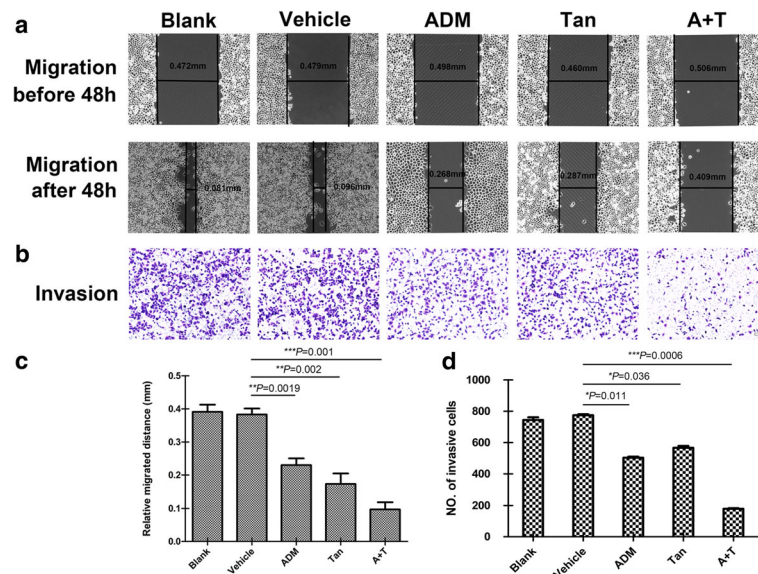 a
Blank Vehicle ADM Tan A+T
Migration
before 48h
0.472mm 0.479mm 0.498mm 0.460mm 0.506mm
Migration
after 48h
0.081mm 0.096mm 0.268mm 0.287mm 0.409mm
b
Invasion
c
***P=0.001
**P=0.002
**P=0.0019
Relative migrated distance (mm)
0.5
0.4
0.3
0.2
0.1
0.0
Blank Vehicle ADM Tan A+T
d
***P=0.0006
*P=0.036
*P=0.011
NO. of invasive cells
1000
800
600
400
200
0
Blank Vehicle ADM Tan A+T